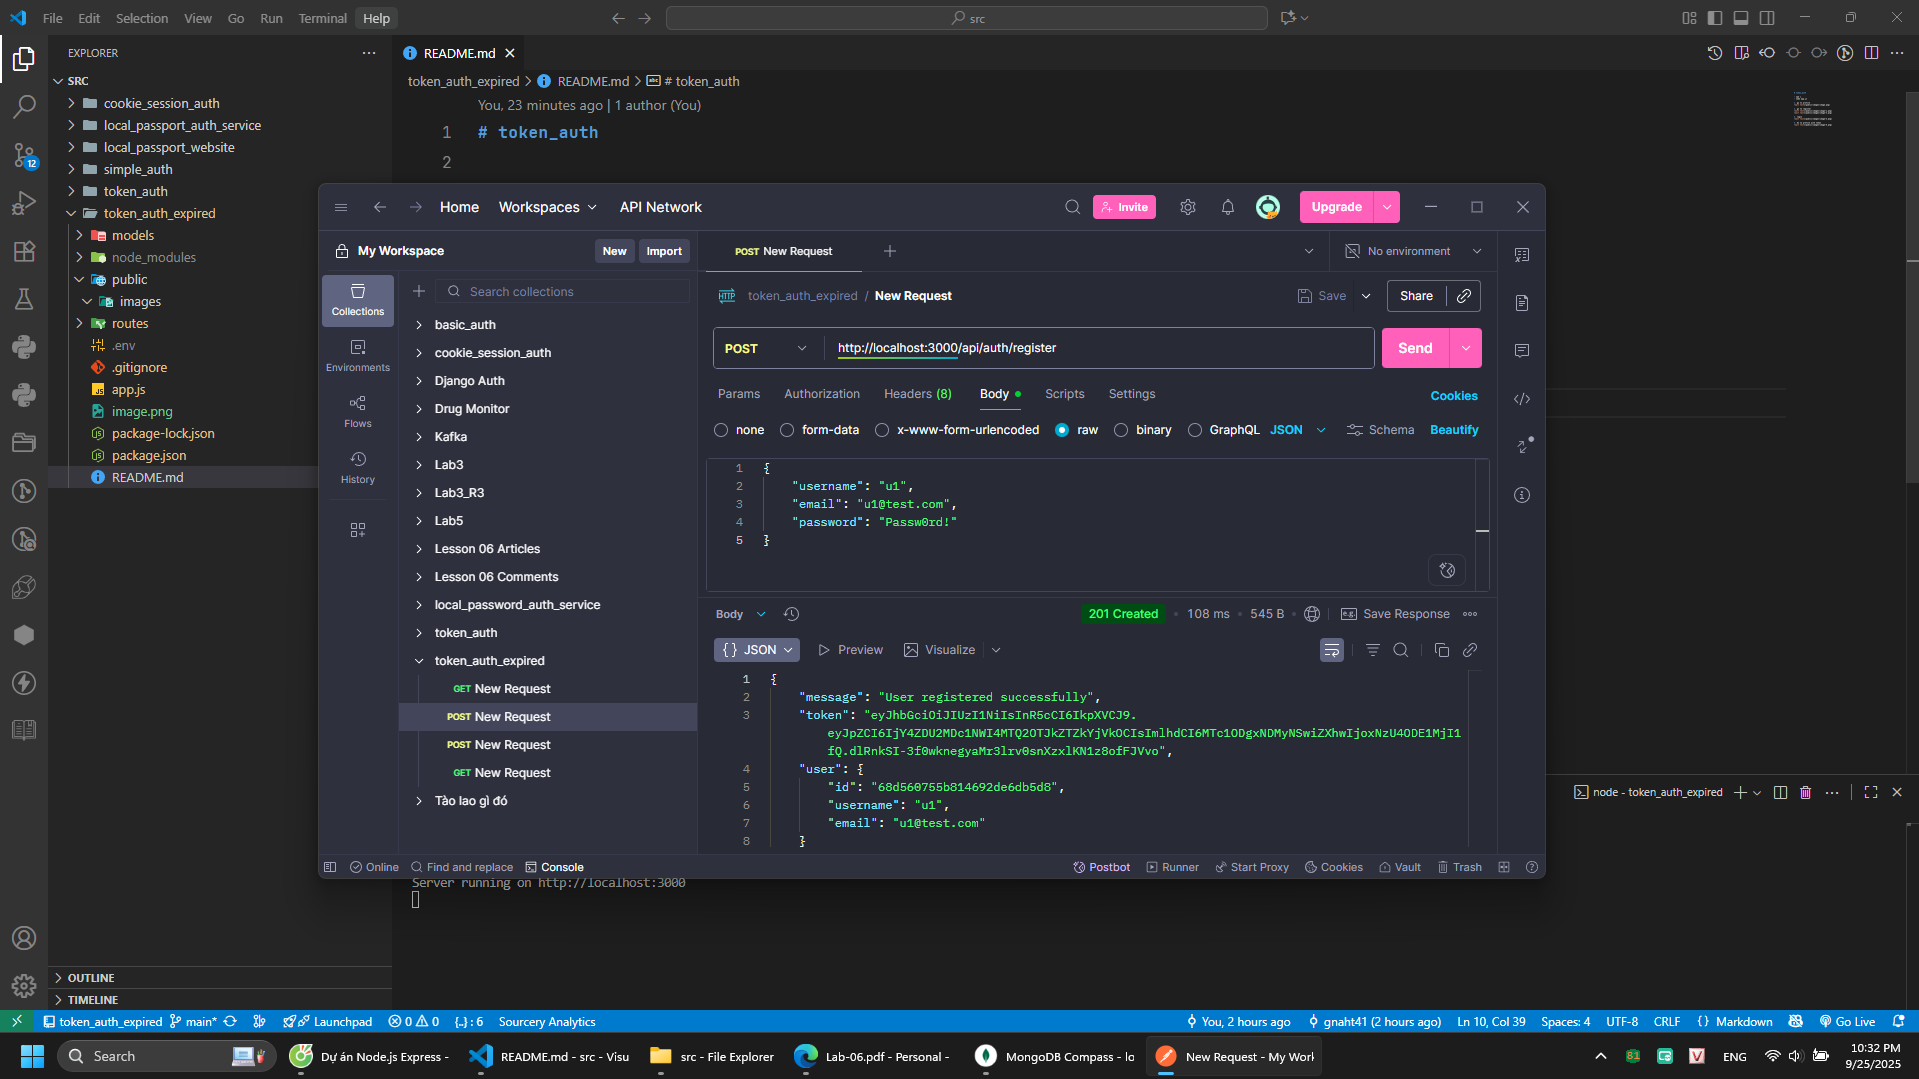 File Edit Selection View Go Run Terminal Help
src
EXPLORER
SRC
cookie_session_auth
local_passport_auth_service
local_passport_website
simple_auth
token_auth
token_auth_expired
models
node_modules
public
images
routes
.env
.gitignore
app.js
image.png
package-lock.json
package.json
README.md
OUTLINE
TIMELINE
12
README.md
token_auth_expired > README.md > # token_auth
You, 23 minutes ago | 1 author (You)
1 # token_auth
2
Home Workspaces API Network
Invite
Upgrade
My Workspace
New Import
POST New Request
No environment
Collections
Environments
Flows
History
Search collections
basic_auth
cookie_session_auth
Django Auth
Drug Monitor
Kafka
Lab3
Lab3_R3
Lab5
Lesson 06 Articles
Lesson 06 Comments
local_password_auth_service
token_auth
token_auth_expired
GET New Request
POST New Request
POST New Request
GET New Request
Tào lao gì đó
HTTP token_auth_expired / New Request
Save Share
POST http://localhost:3000/api/auth/register Send
Params Authorization Headers (8) Body Scripts Settings Cookies
none form-data x-www-form-urlencoded raw binary GraphQL JSON Schema Beautify
1 {
2 "username": "u1",
3 "email": "u1@test.com",
4 "password": "Passw0rd!"
5 }
Body 201 Created 108 ms 545 B e.g. Save Response
{} JSON Preview Visualize
1 {
2 "message": "User registered successfully",
3 "token": "eyJhbGciOiJIUzI1NiIsInR5cCI6IkpXVCJ9.
eyJpZCI6IjY4ZDU2MDc1NWI4MTQ2OTJkZTZkYjVkOCIsImlhdCI6MTc1ODgxNDMyNSwiZXhwIjoxNzU4ODE1MjI1
fQ.dlRnkSI-3f0wknegyaMr3lrv0snXzxlKN1z8ofFJVvo",
4 "user": {
5 "id": "68d560755b814692de6db5d8",
6 "username": "u1",
7 "email": "u1@test.com"
8 }
Online Find and replace Console
Postbot Runner Start Proxy Cookies Vault Trash
node - token_auth_expired
Server running on http://localhost:3000
token_auth_expired main* Launchpad 0 0 {..} : 6 Sourcery Analytics
You, 2 hours ago gnaht41 (2 hours ago) Ln 10, Col 39 Spaces: 4 UTF-8 CRLF {} Markdown Go Live
Search
Dự án Node.js Express -
README.md - src - Visu
src - File Explorer
Lab-06.pdf - Personal -
MongoDB Compass - lo
New Request - My Work
81
V
ENG
10:32 PM
9/25/2025